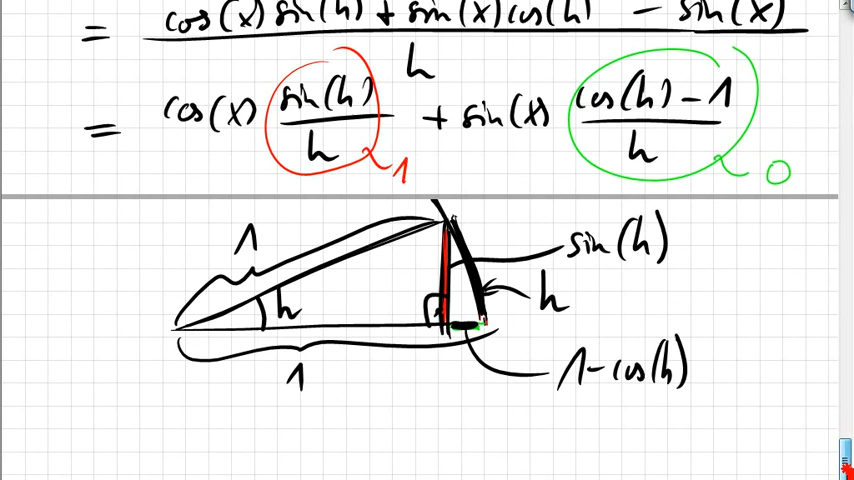 = cos(x) sin(h) + sin(x) cos(h) - sin(x)
h
= cos(x) sin(h)/h + sin(x) cos(h) - 1/h
~1
~0
1
sin(h)
h
h
1 - cos(h)
1